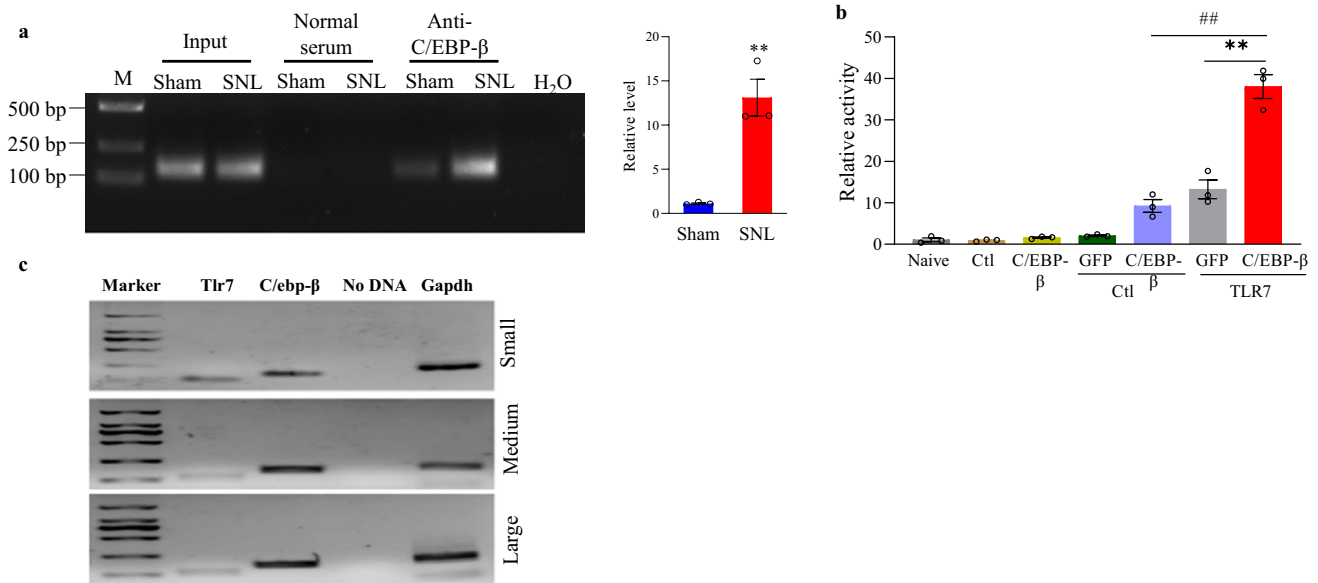 a
Input
Normal
serum
Anti-
C/EBP-β
M
Sham
SNL
Sham
SNL
Sham
SNL
H2O
500 bp
250 bp
100 bp
Relative level
20
15
10
5
0
**
Sham
SNL
b
Relative activity
50
40
30
20
10
0
##
**
Naive
Ctl
C/EBP-
β
GFP
C/EBP-
β
GFP
C/EBP-β
Ctl
TLR7
c
Marker
Tlr7
C/ebp-β
No DNA
Gapdh
Small
Medium
Large